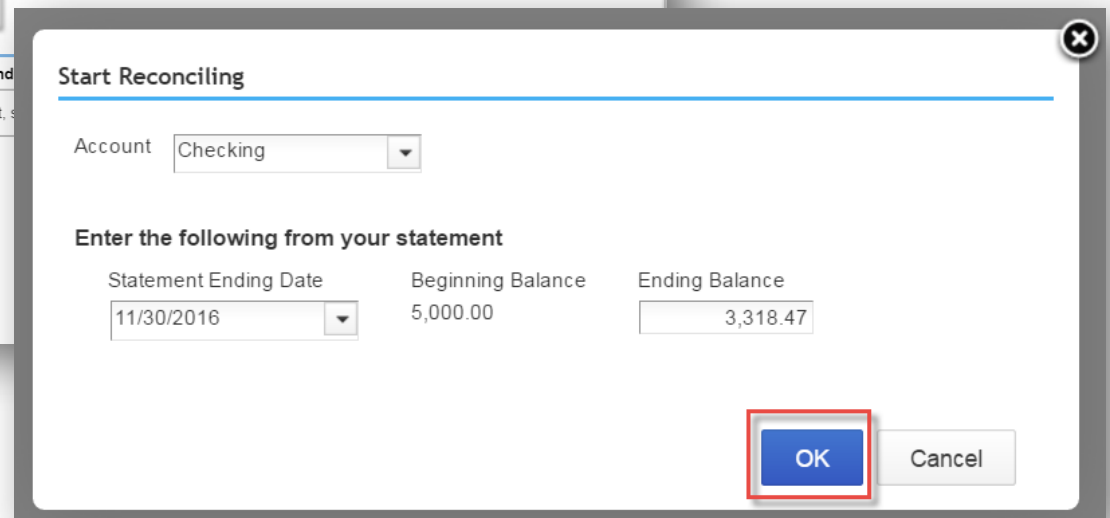 Start Reconciling
Account Checking
Enter the following from your statement
Statement Ending Date Beginning Balance Ending Balance
11/30/2016 5,000.00 3,318.47
OK Cancel